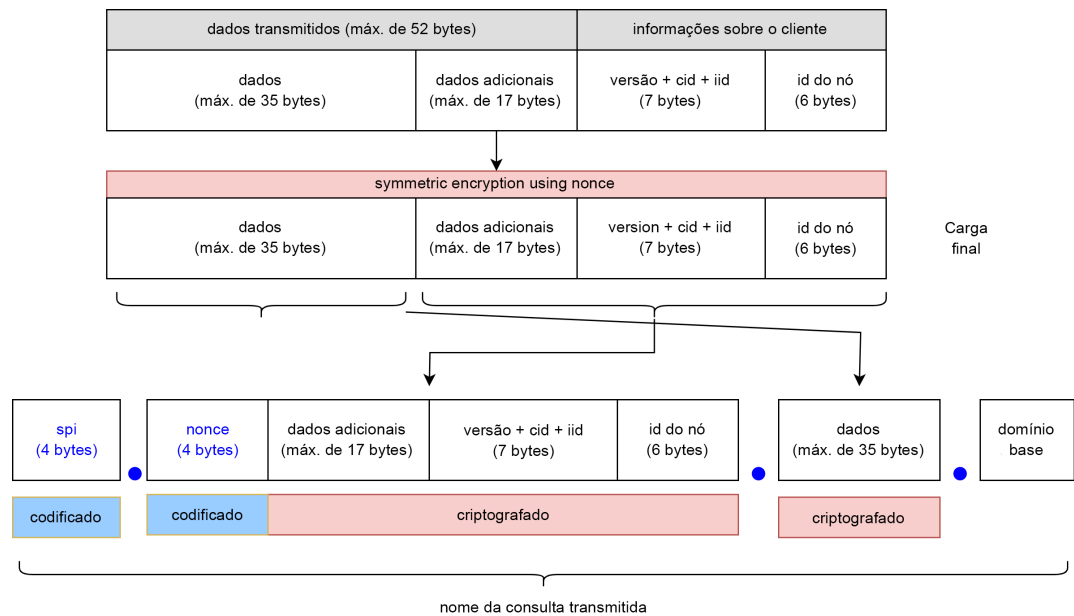 dados transmitidos (máx. de 52 bytes)
informações sobre o cliente
dados
(máx. de 35 bytes)
dados adicionais
(máx. de 17 bytes)
versão + cid + iid
(7 bytes)
id do nó
(6 bytes)
symmetric encryption using nonce
dados
(máx. de 35 bytes)
dados adicionais
(máx. de 17 bytes)
version + cid + iid
(7 bytes)
id do nó
(6 bytes)
Carga
final
spi
(4 bytes)
nonce
(4 bytes)
dados adicionais
(máx. de 17 bytes)
versão + cid + iid
(7 bytes)
id do nó
(6 bytes)
dados
(máx. de 35 bytes)
domínio
base
codificado
codificado
criptografado
criptografado
nome da consulta transmitida